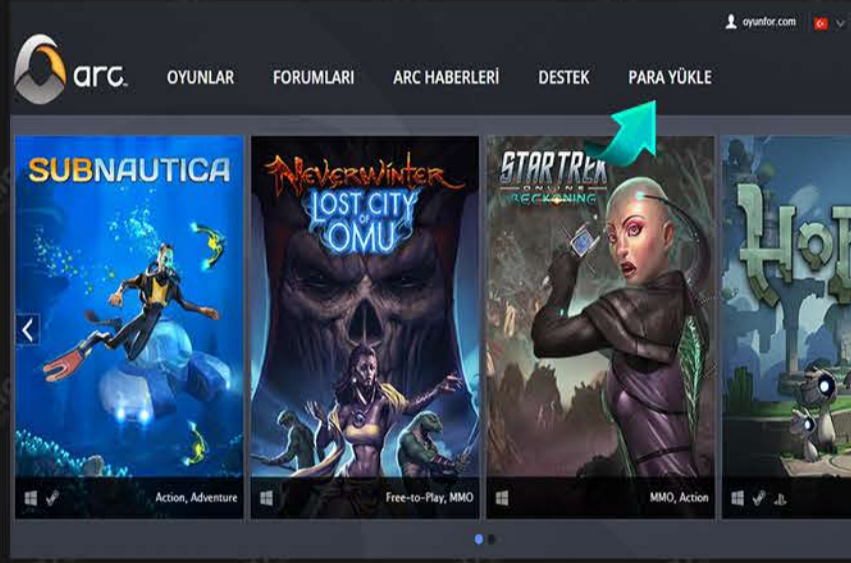 oyunfor.com
arc.
OYUNLAR
FORUMLARI
ARC HABERLERİ
DESTEK
PARA YÜKLE
SUBNAUTICA
NEVERWINTER
LOST CITY
OF
OMU
STAR TREK
ONLINE
RECKONING
Action, Adventure
Free-to-Play, MMO
MMO, Action